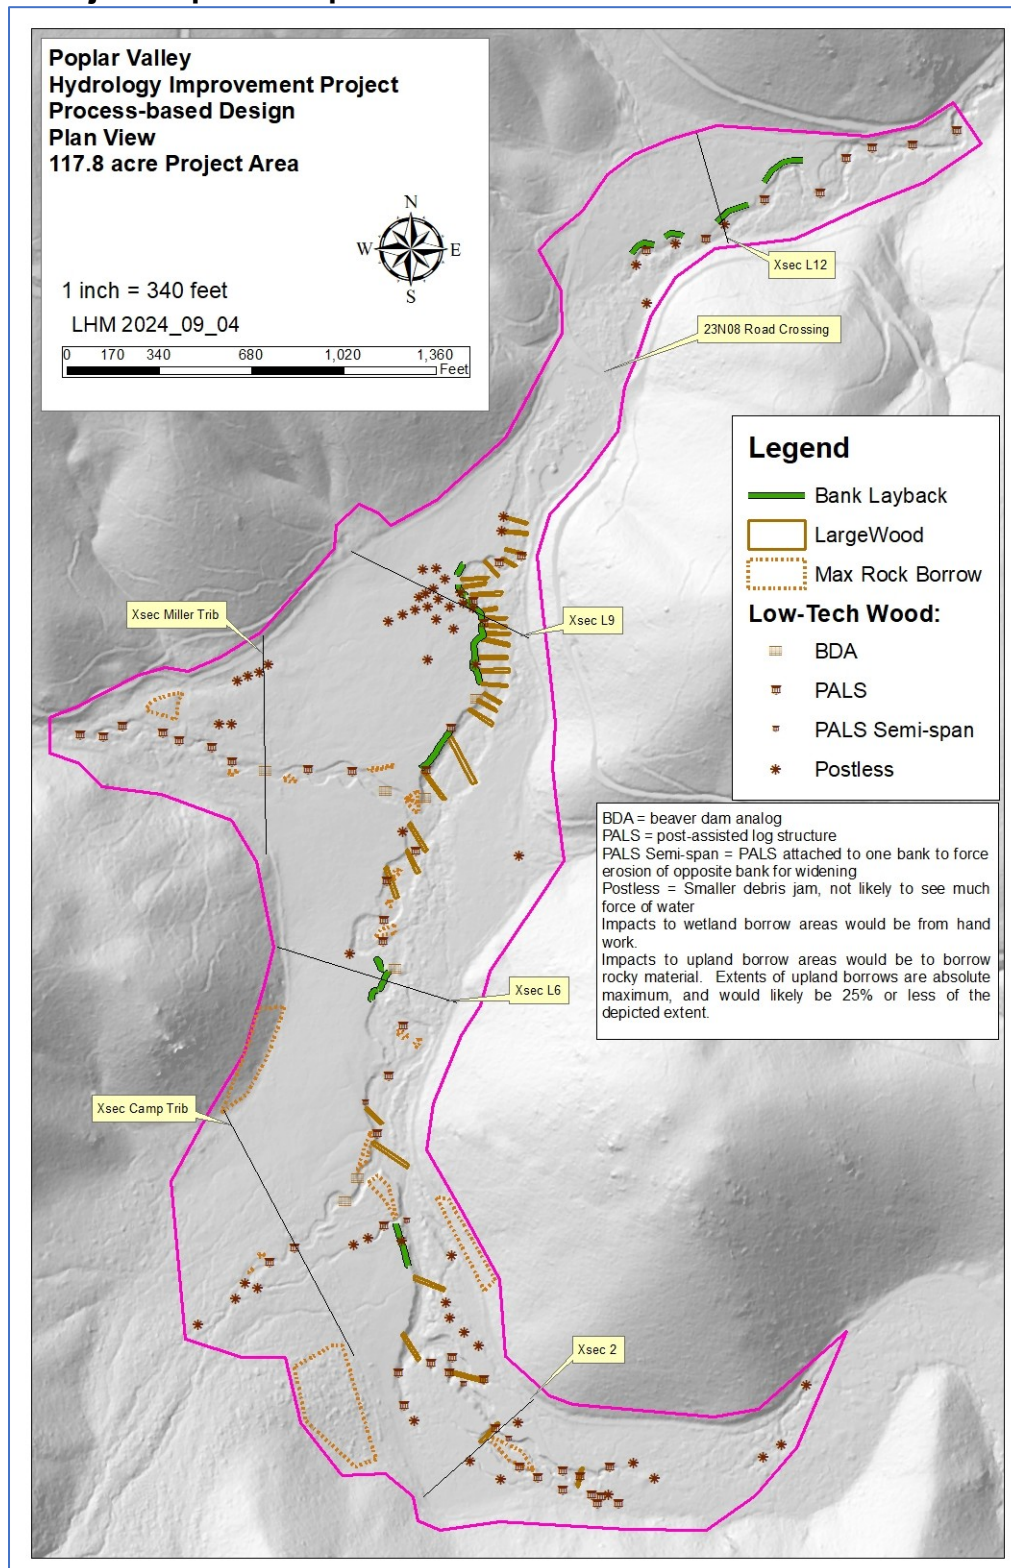 Poplar Valley
Hydrology Improvement Project
Process-based Design
Plan View
117.8 acre Project Area
N
W
E
S
1 inch = 340 feet
LHM 2024_09_04
0 170 340 680 1,020 1,360
Feet
Xsec L12
23N08 Road Crossing
Legend
Bank Layback
LargeWood
Max Rock Borrow
Low-Tech Wood:
BDA
PALS
PALS Semi-span
Postless
Xsec Miller Trib
Xsec L9
BDA = beaver dam analog
PALS = post-assisted log structure
PALS Semi-span = PALS attached to one bank to force
erosion of opposite bank for widening
Postless = Smaller debris jam, not likely to see much
force of water
Impacts to wetland borrow areas would be from hand
work.
Impacts to upland borrow areas would be to borrow
rocky material. Extents of upland borrows are absolute
maximum, and would likely be 25% or less of the
depicted extent.
Xsec L6
Xsec Camp Trib
Xsec 2